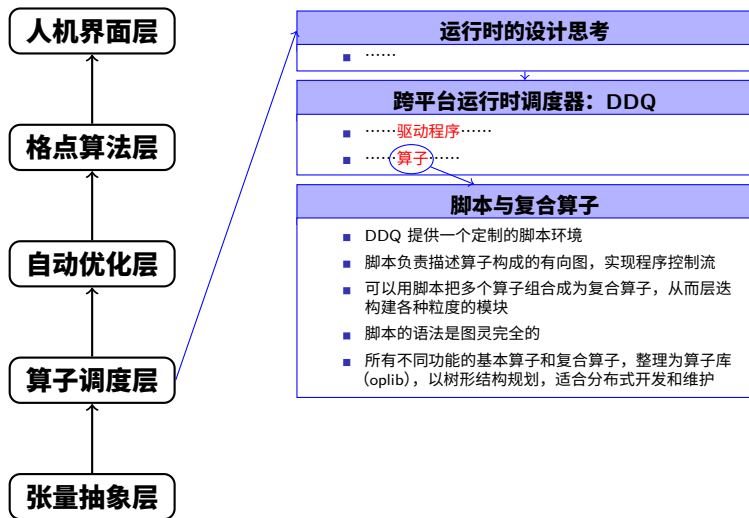 人机界面层
格点算法层
自动优化层
算子调度层
张量抽象层
运行时的设计思考
……
跨平台运行时调度器：DDQ
……驱动程序……
……算子……
脚本与复合算子
DDQ 提供一个定制的脚本环境
脚本负责描述算子构成的有向图，实现程序控制流
可以用脚本把多个算子组合成为复合算子，从而层迭
构建各种粒度的模块
脚本的语法是图灵完全的
所有不同功能的基本算子和复合算子，整理为算子库
（oplib），以树形结构规划，适合分布式开发和维护